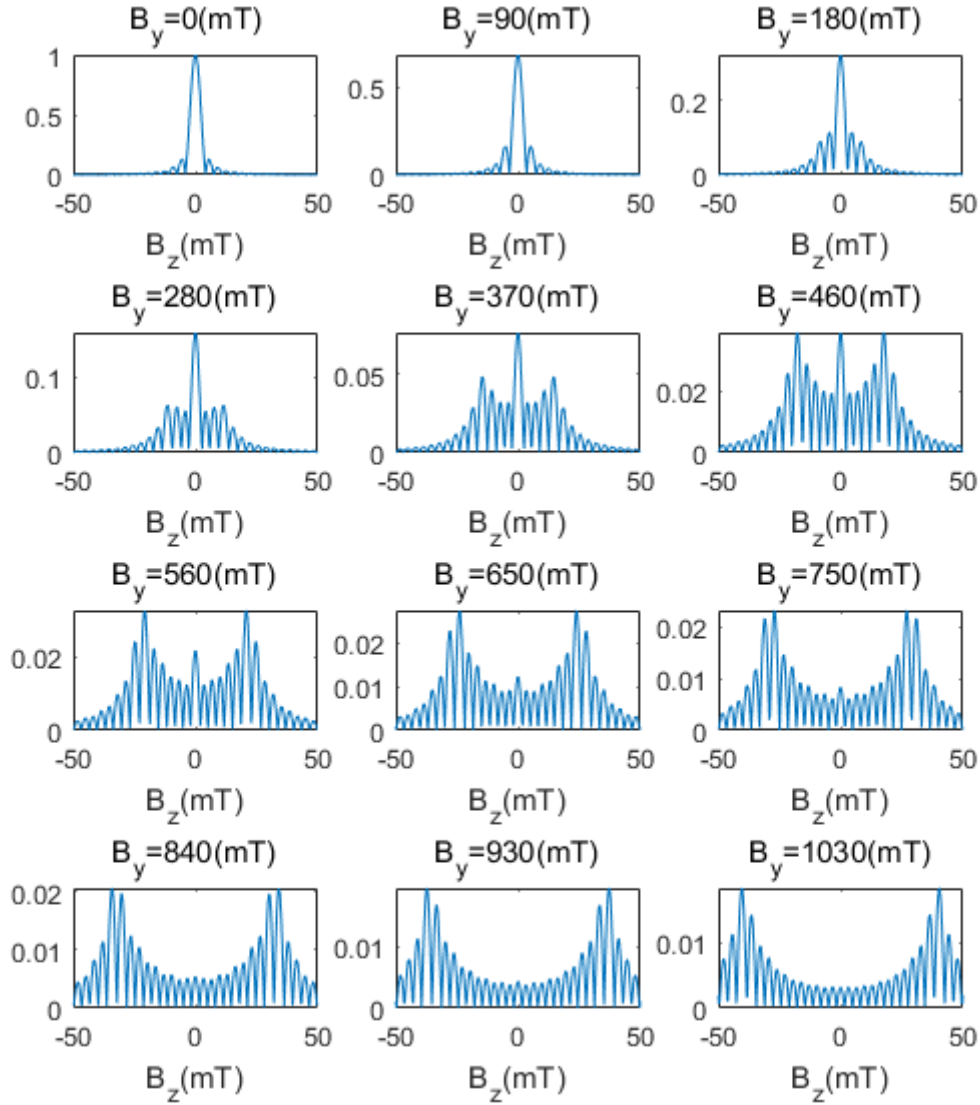 B_y=0(mT) B_y=90(mT) B_y=180(mT)
1 0.5 0 0.5 0 0.2 0
-50 0 50 -50 0 50 -50 0 50
B_z(mT) B_z(mT) B_z(mT)
B_y=280(mT) B_y=370(mT) B_y=460(mT)
0.1 0 0.05 0 0.02 0
-50 0 50 -50 0 50 -50 0 50
B_z(mT) B_z(mT) B_z(mT)
B_y=560(mT) B_y=650(mT) B_y=750(mT)
0.02 0 0.02 0.01 0 0.02 0.01 0
-50 0 50 -50 0 50 -50 0 50
B_z(mT) B_z(mT) B_z(mT)
B_y=840(mT) B_y=930(mT) B_y=1030(mT)
0.02 0.01 0 0.01 0 0.01 0
-50 0 50 -50 0 50 -50 0 50
B_z(mT) B_z(mT) B_z(mT)